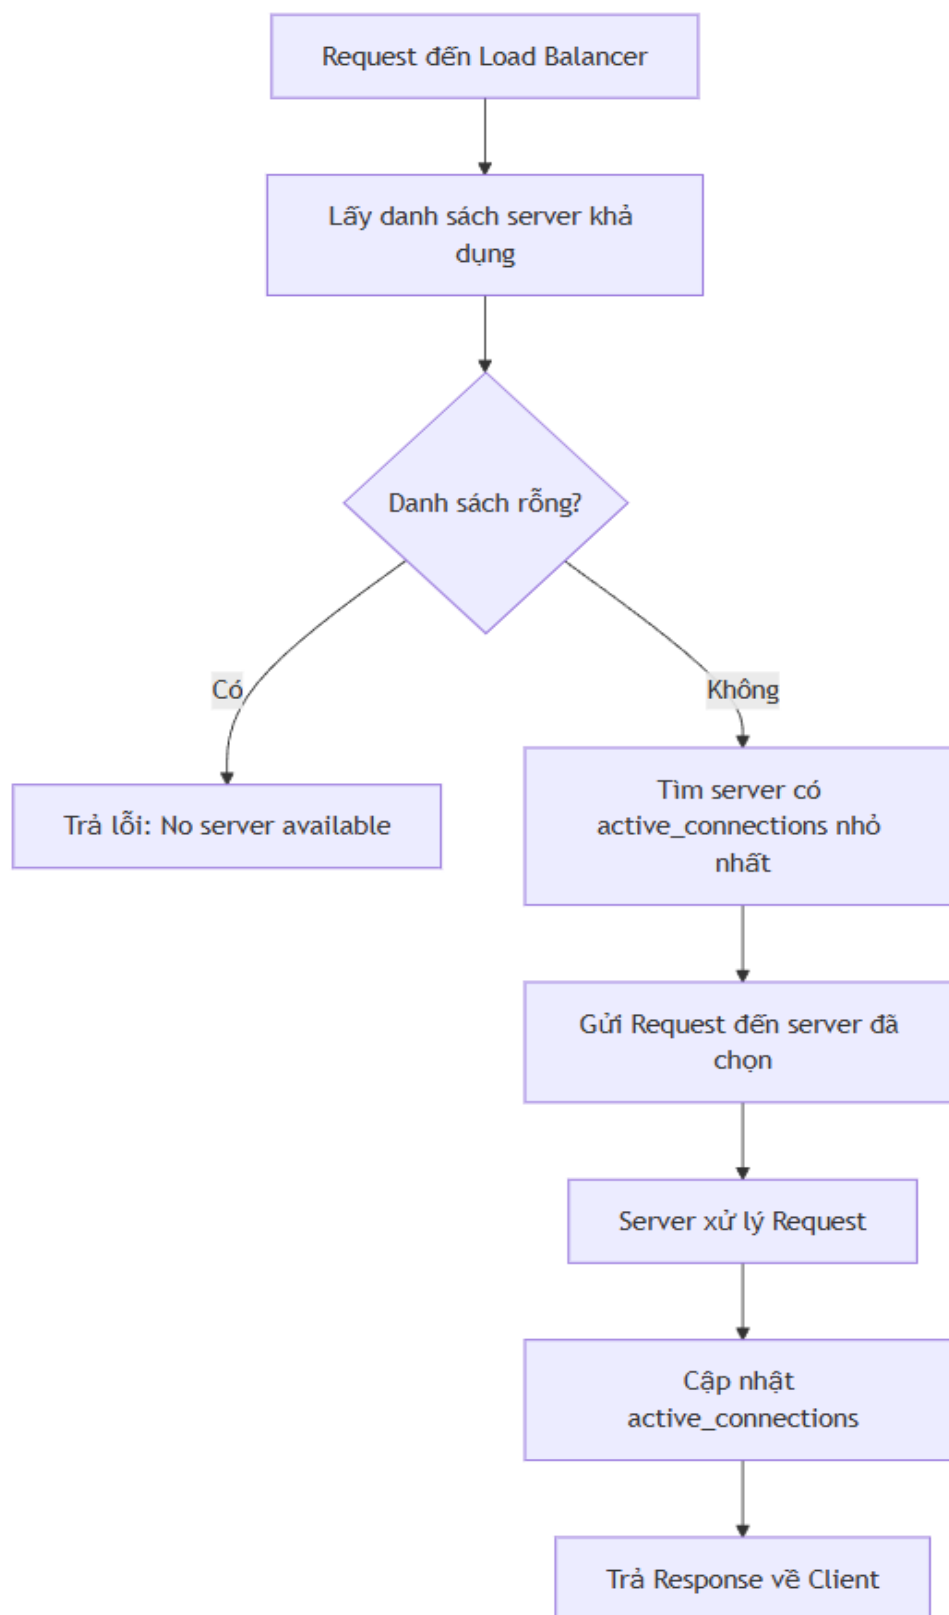 Request đến Load Balancer
Lấy danh sách server khả
dụng
Danh sách rỗng?
Có
Không
Trả lỗi: No server available
Tìm server có
active_connections nhỏ
nhất
Gửi Request đến server đã
chọn
Server xử lý Request
Cập nhật
active_connections
Trả Response về Client